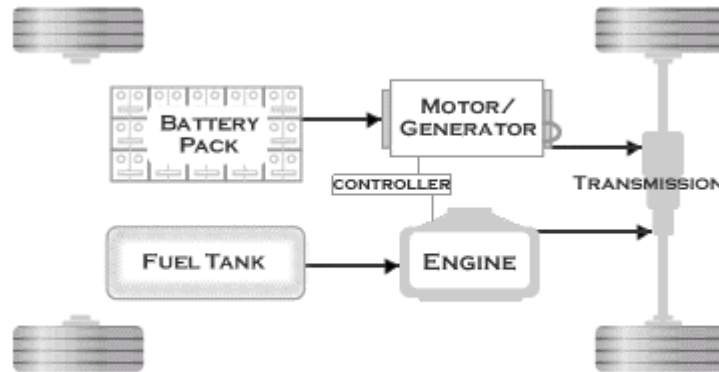 BATTERY
PACK
MOTOR/
GENERATOR
CONTROLLER
TRANSMISSION
FUEL TANK
ENGINE